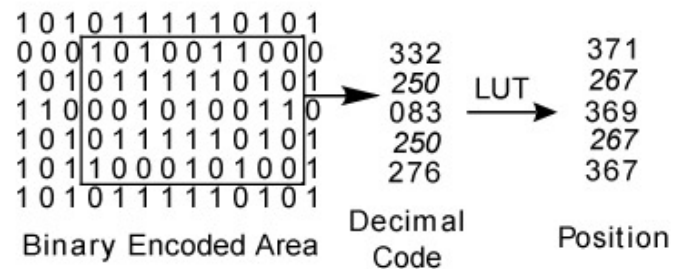 1 0 1 0 1 1 1 1 1 0 1 0 1
0 0 0 1 0 1 0 0 1 1 0 0 0
1 0 1 0 1 1 1 1 1 0 1 0 1
1 1 0 0 0 1 0 1 0 0 1 1 0
1 0 1 0 1 1 1 1 1 0 1 0 1
1 0 1 1 0 0 0 1 0 1 0 0 1
1 0 1 0 1 1 1 1 1 0 1 0 1
Binary Encoded Area
332
250
083
250
276
Decimal
Code
LUT
371
267
369
267
367
Position